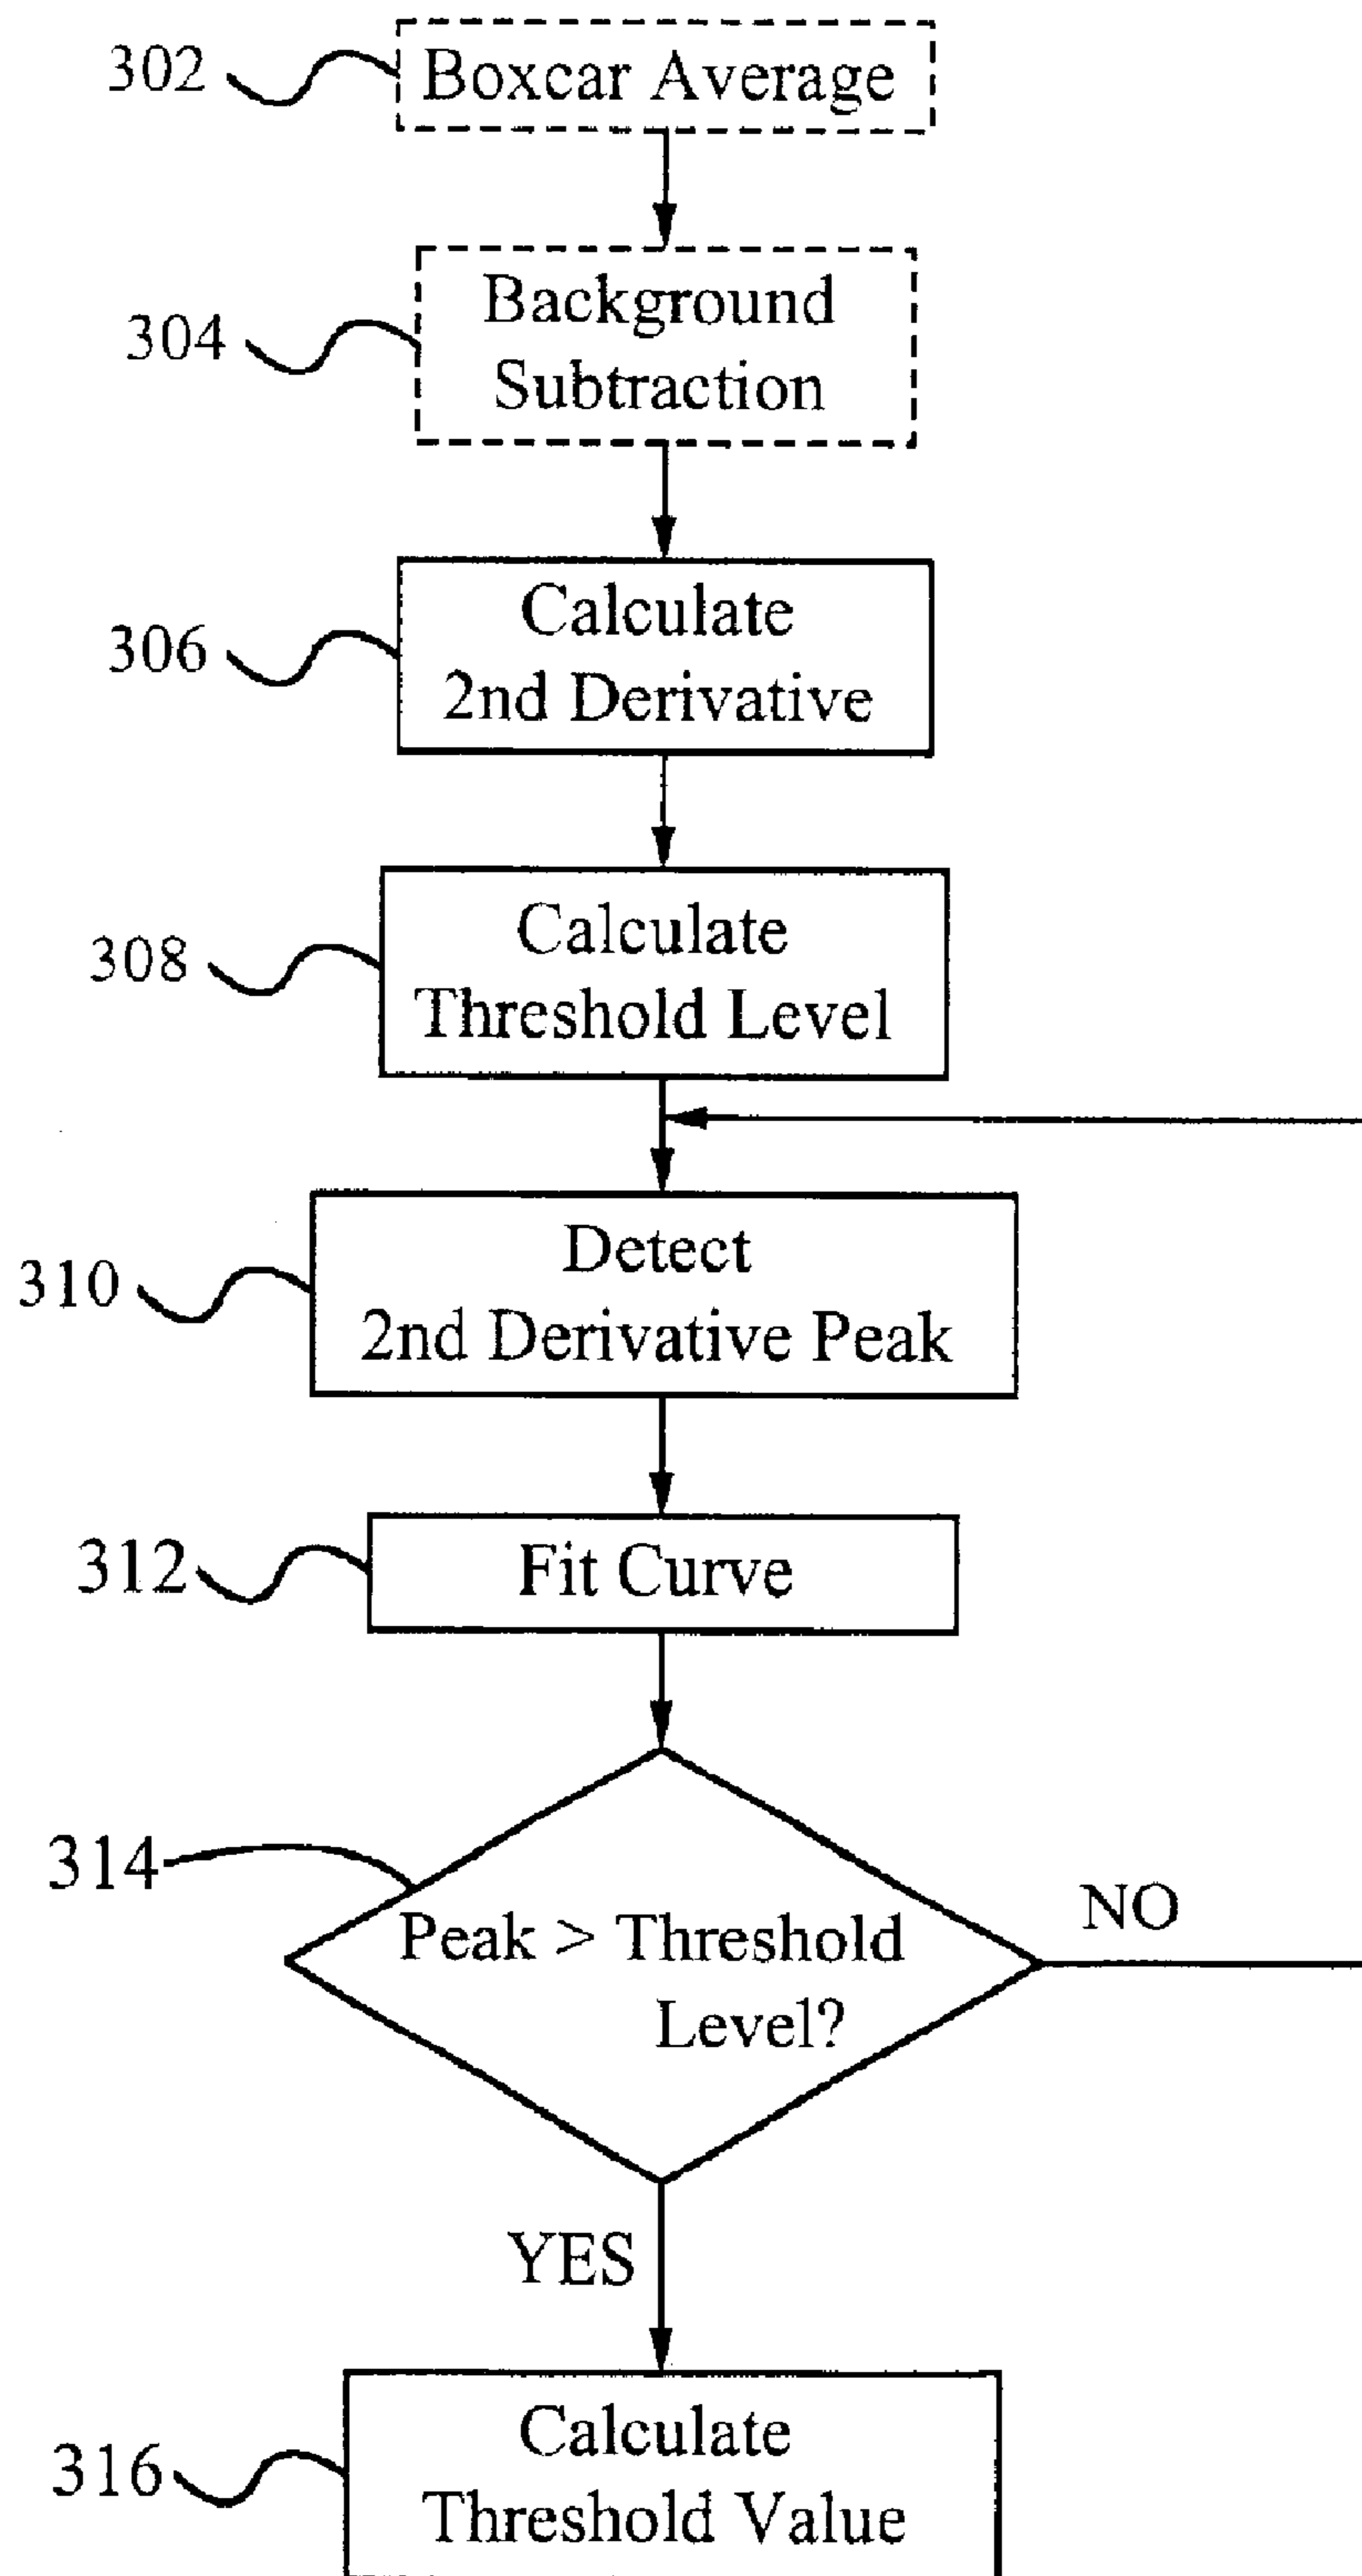 302
Boxcar Average
304
Background
Subtraction
306
Calculate
2nd Derivative
308
Calculate
Threshold Level
310
Detect
2nd Derivative Peak
312
Fit Curve
314
Peak > Threshold
Level?
NO
YES
316
Calculate
Threshold Value